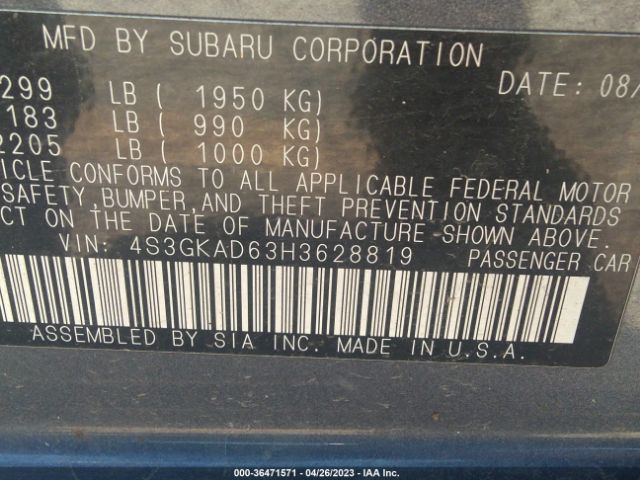 MFD BY SUBARU CORPORATION
DATE: 08/
299 LB ( 1950 KG)
183 LB ( 990 KG)
2205 LB ( 1000 KG)
ICLE CONFORMS TO ALL APPLICABLE FEDERAL MOTOR
SAFETY, BUMPER, AND THEFT PREVENTION STANDARDS
CT ON THE DATE OF MANUFACTURE SHOWN ABOVE.
VIN: 4S3GKAD63H3628819 PASSENGER CAR
ASSEMBLED BY SIA INC. MADE IN U.S.A.
000-36471571 | 04/26/2023 - IAA Inc.